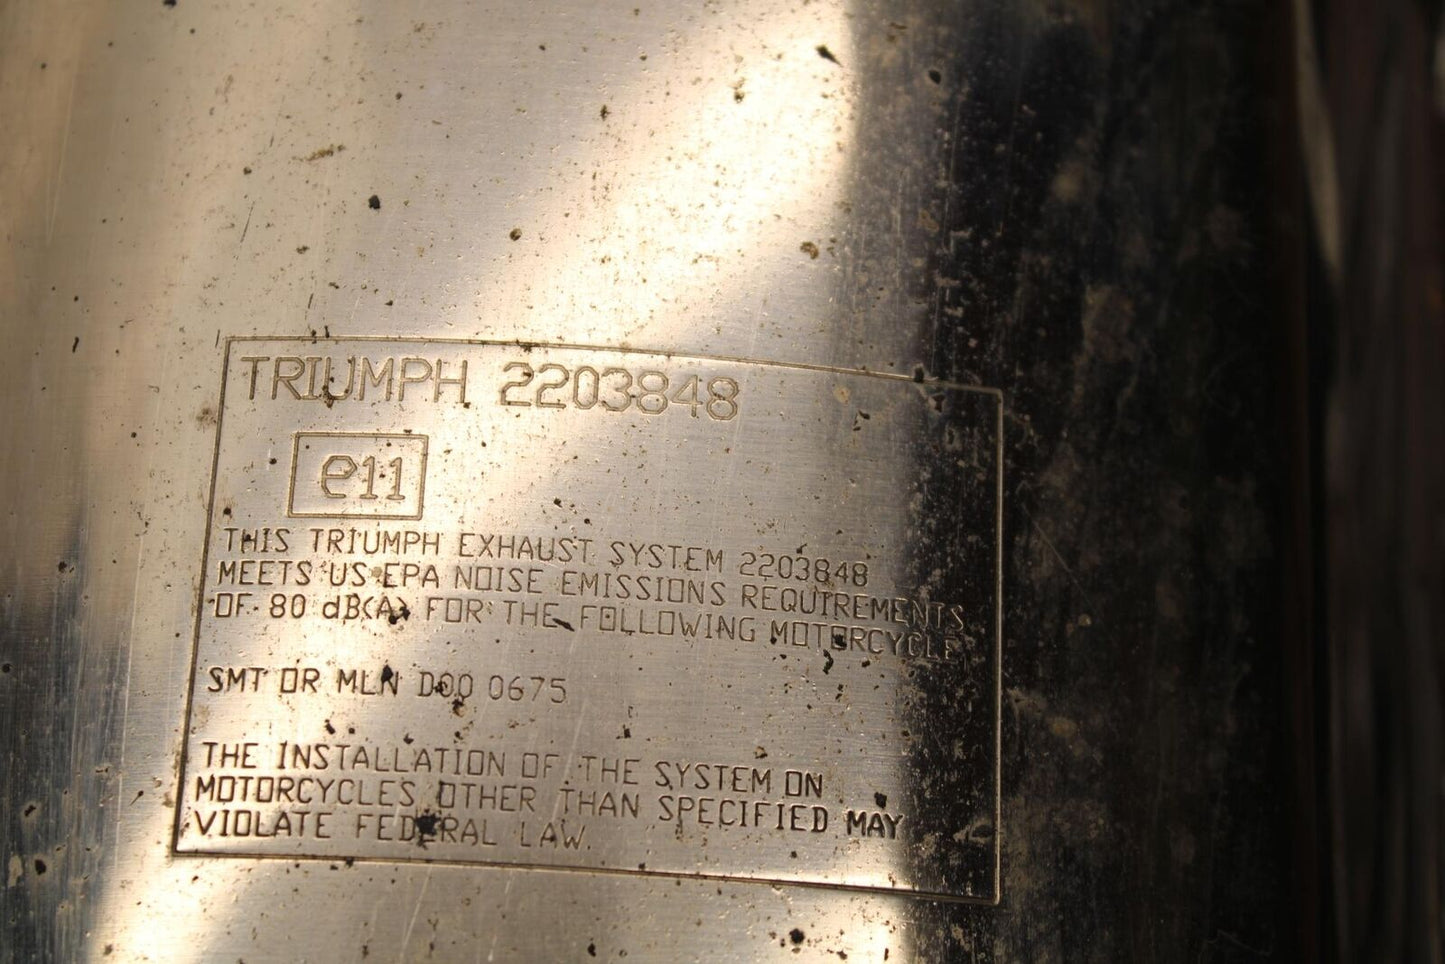 TRIUMPH 2203848
e11
THIS TRIUMPH EXHAUST SYSTEM 2203848
MEETS US EPA NOISE EMISSIONS REQUIREMENTS
OF 80 dB(A) FOR THE FOLLOWING MOTORCYCLE
SMT OR MLN D00 0675
THE INSTALLATION OF THE SYSTEM ON
MOTORCYCLES OTHER THAN SPECIFIED MAY
VIOLATE FEDERAL LAW.